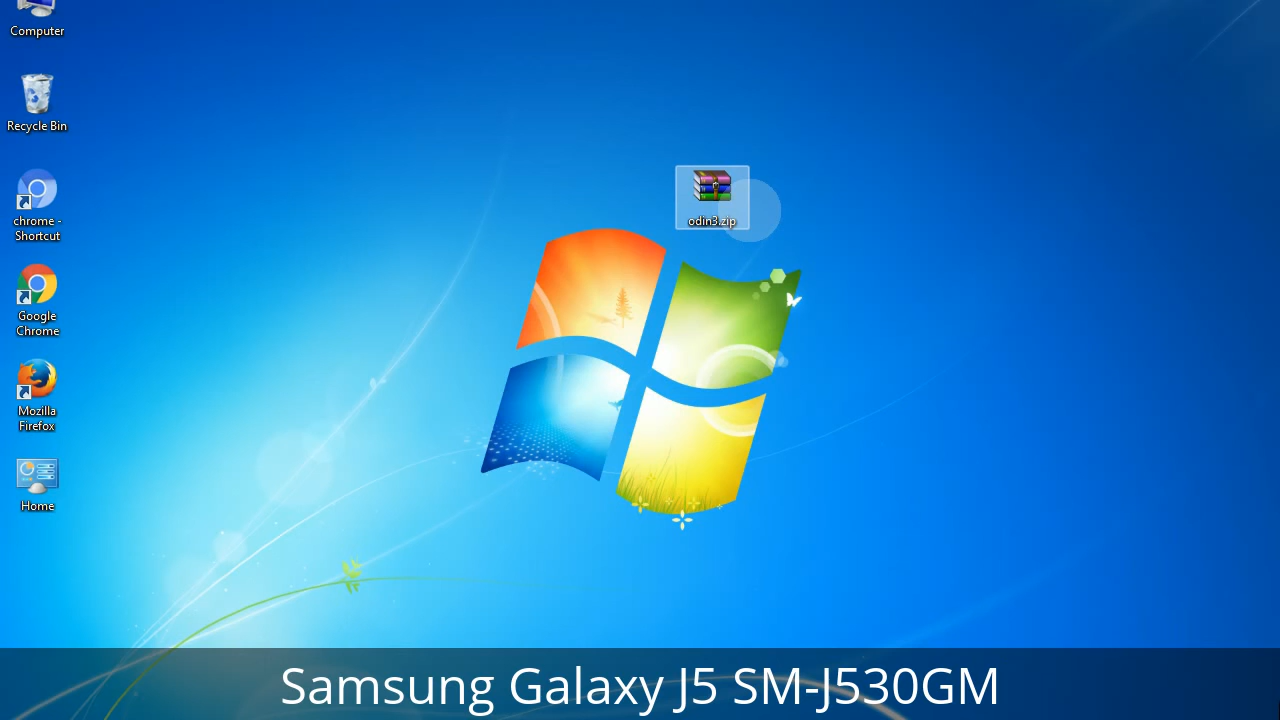 Computer
Recycle Bin
chrome -
Shortcut
Google
Chrome
Mozilla
Firefox
Home
odin3.zip
Samsung Galaxy J5 SM-J530GM